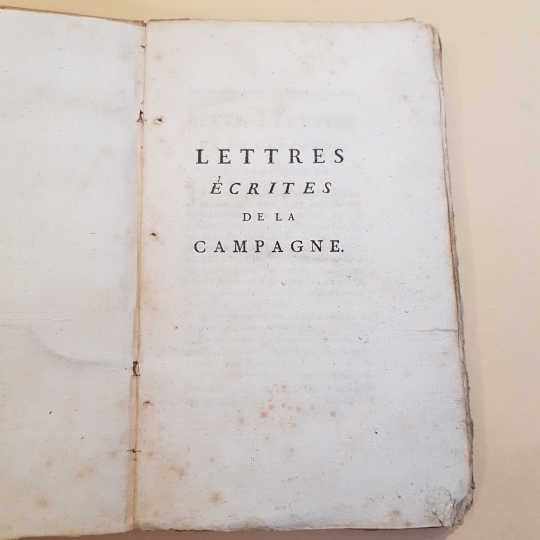 LETTRES
ÉCRITES
DE LA
CAMPAGNE.